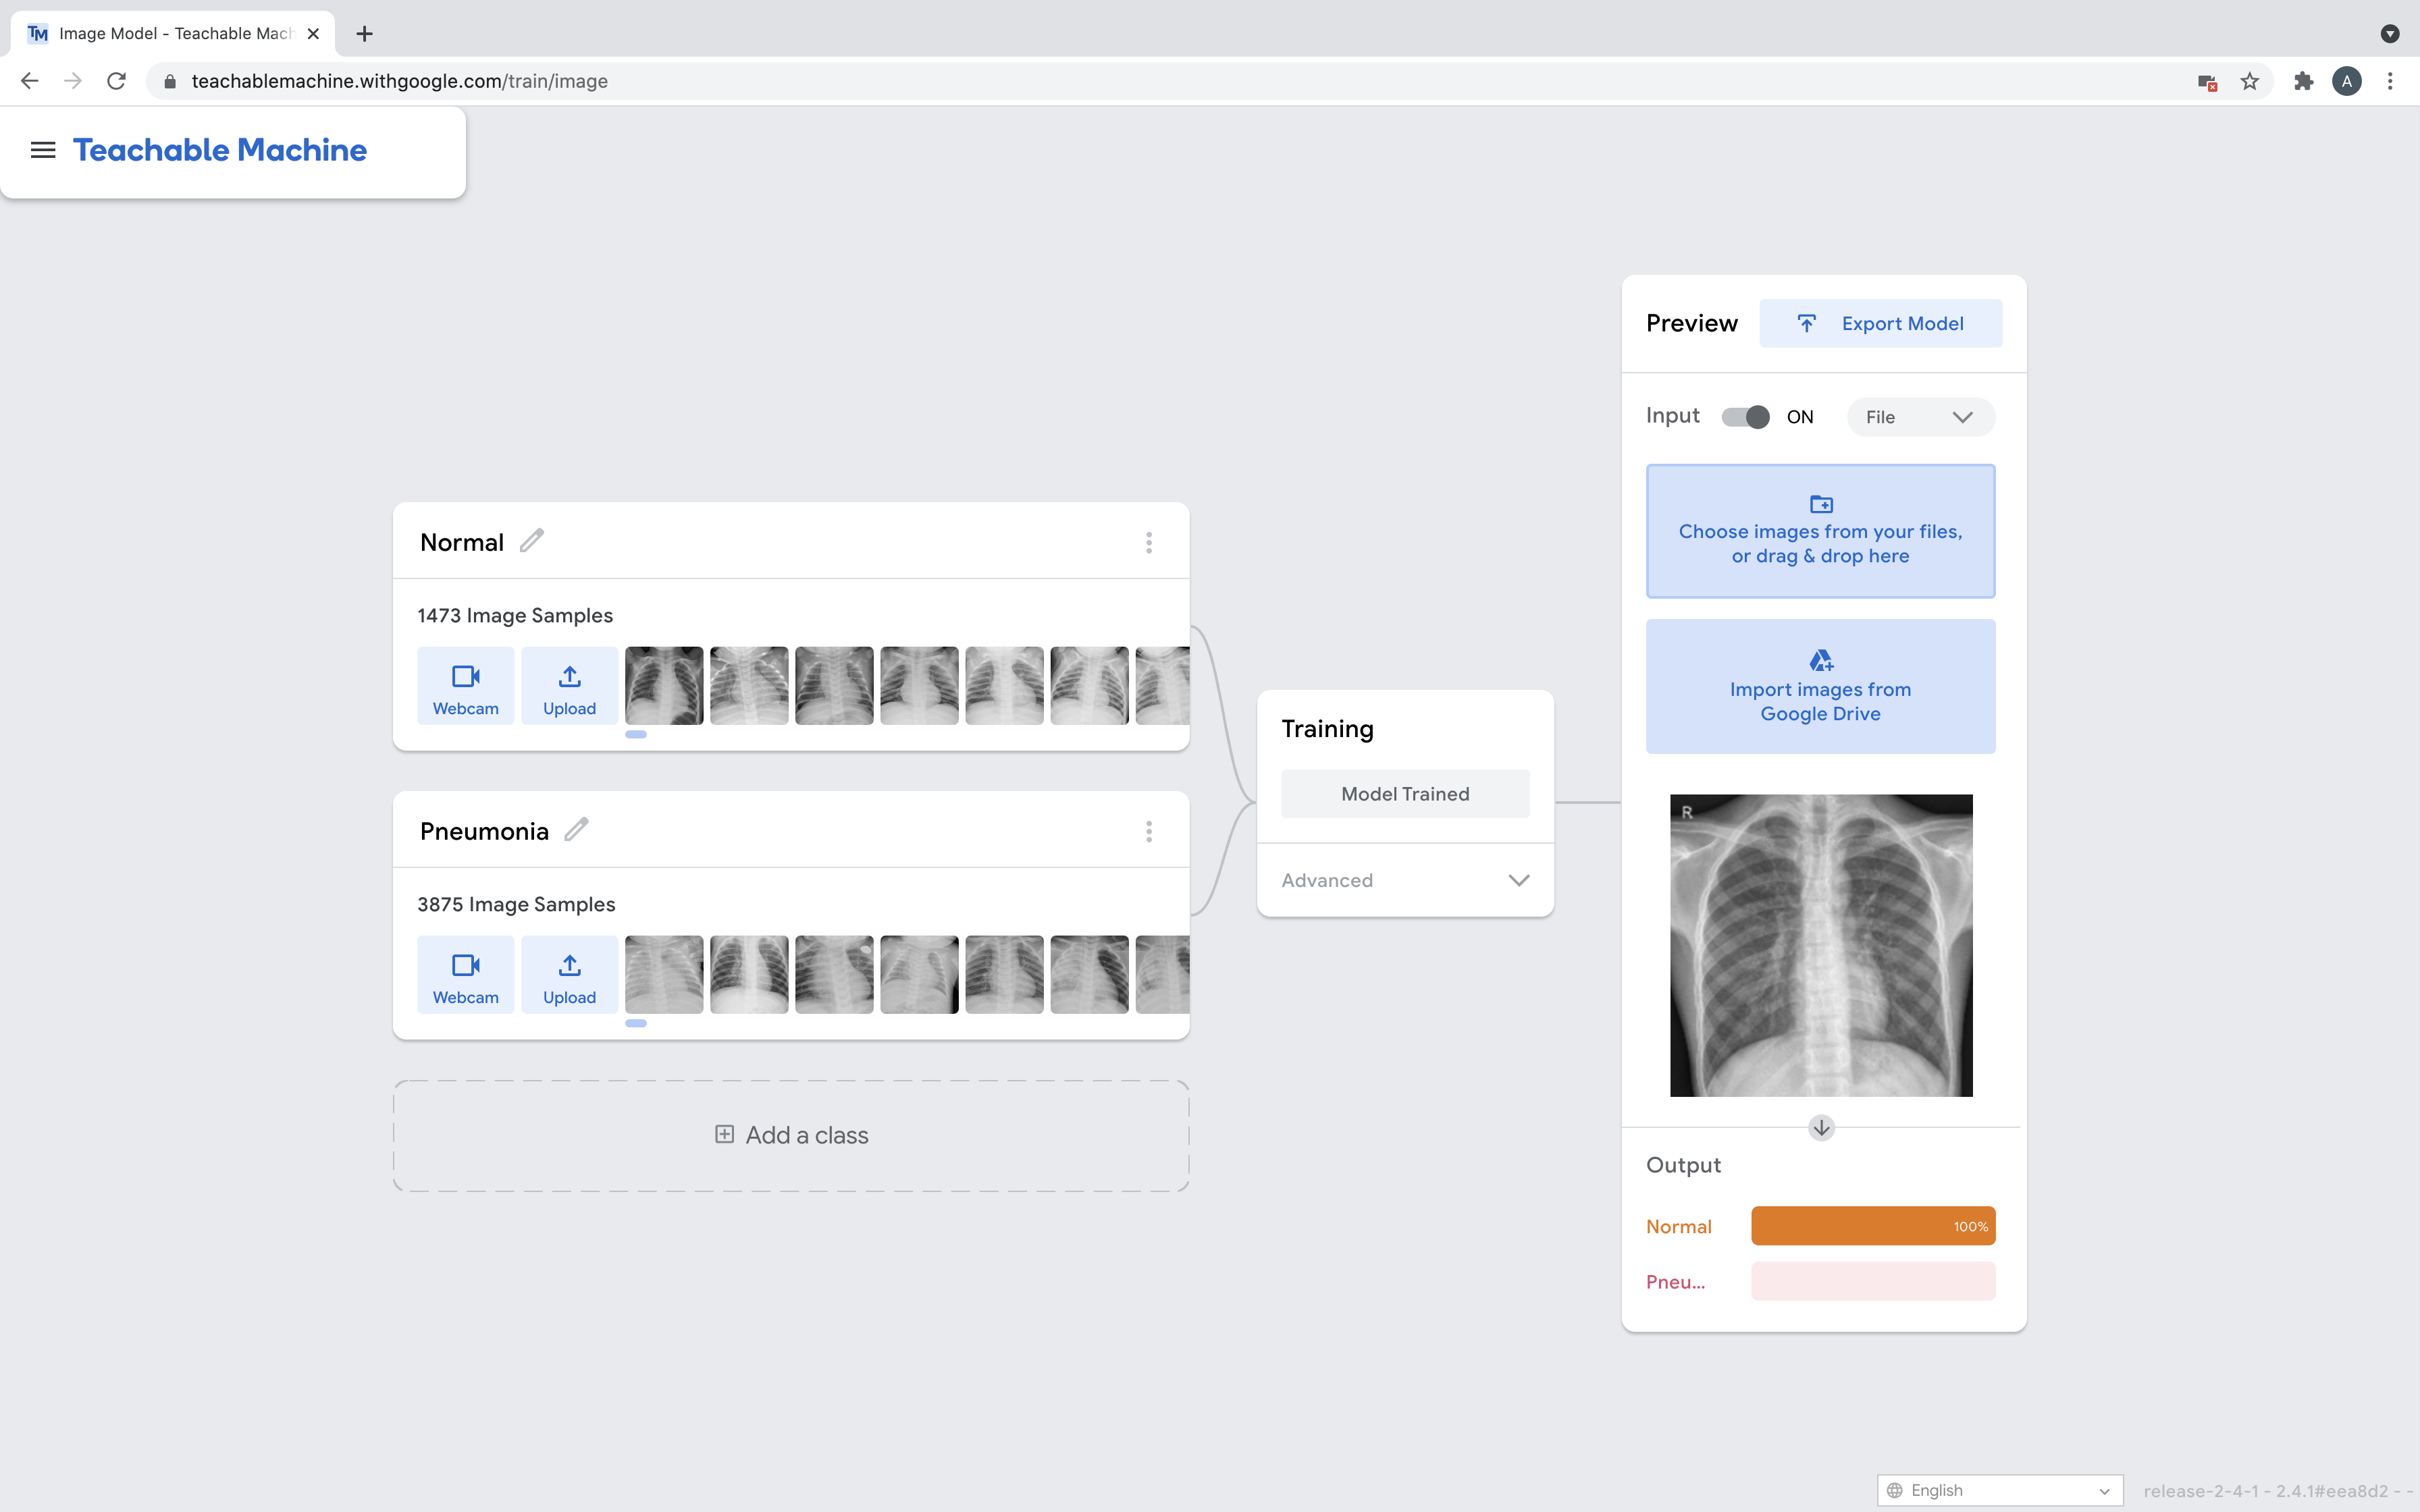 Image Model - Teachable Mach
teachablemachine.withgoogle.com/train/image
A
Teachable Machine
Normal
1473 Image Samples
Webcam
Upload
Pneumonia
3875 Image Samples
Webcam
Upload
Add a class
Training
Model Trained
Advanced
Preview
Export Model
Input
ON
File
Choose images from your files,
or drag & drop here
Import images from
Google Drive
R
Output
Normal
100%
Pneu...
English
release-2-4-1 - 2.4.1#eea8d2 - -